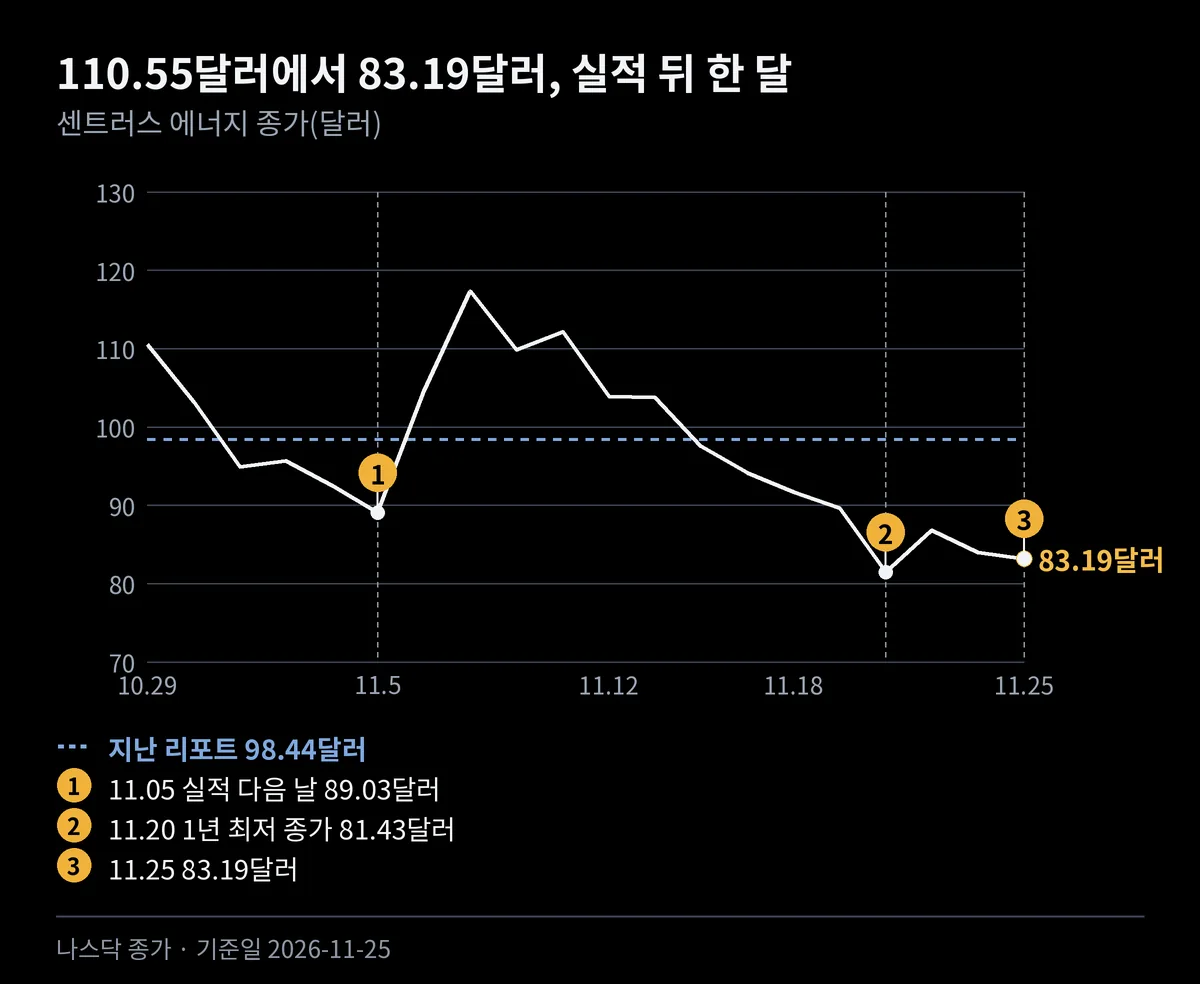 110.55달러에서 83.19달러, 실적 뒤 한 달
센트러스 에너지 종가(달러)
130
120
110
100
90
80
70
1
2
3
83.19달러
10.29
11.5
11.12
11.18
11.25
지난 리포트 98.44달러
1 11.05 실적 다음 날 89.03달러
2 11.20 1년 최저 종가 81.43달러
3 11.25 83.19달러
나스닥 종가 · 기준일 2026-11-25